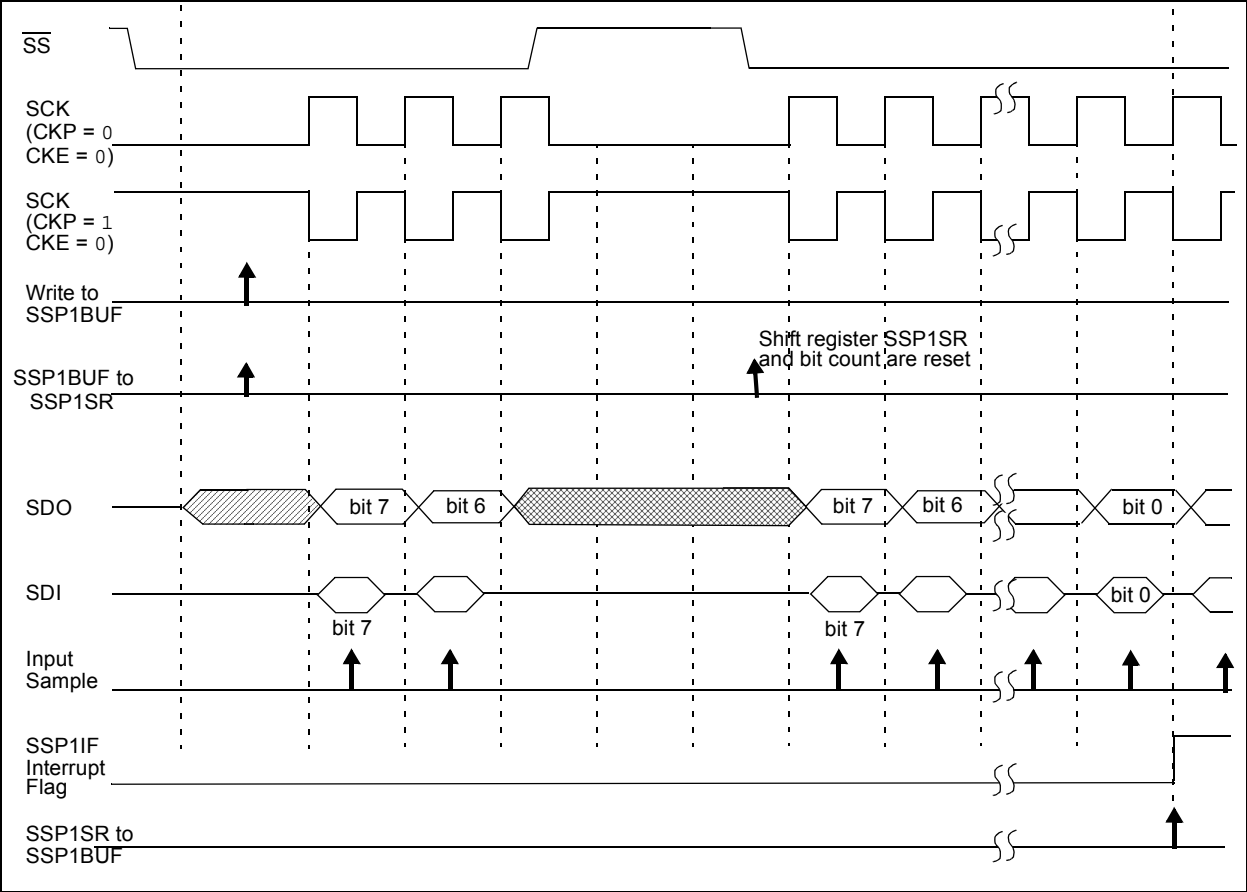 SS
SCK
(CKP = 0
CKE = 0)
SCK
(CKP = 1
CKE = 0)
Write to
SSP1BUF
Shift register SSP1SR
and bit count are reset
SSP1BUF to
SSP1SR
SDO
bit 7
bit 6
bit 7
bit 6
bit 0
SDI
bit 0
bit 7
bit 7
Input
Sample
SSP1IF
Interrupt
Flag
SSP1SR to
SSP1BUF